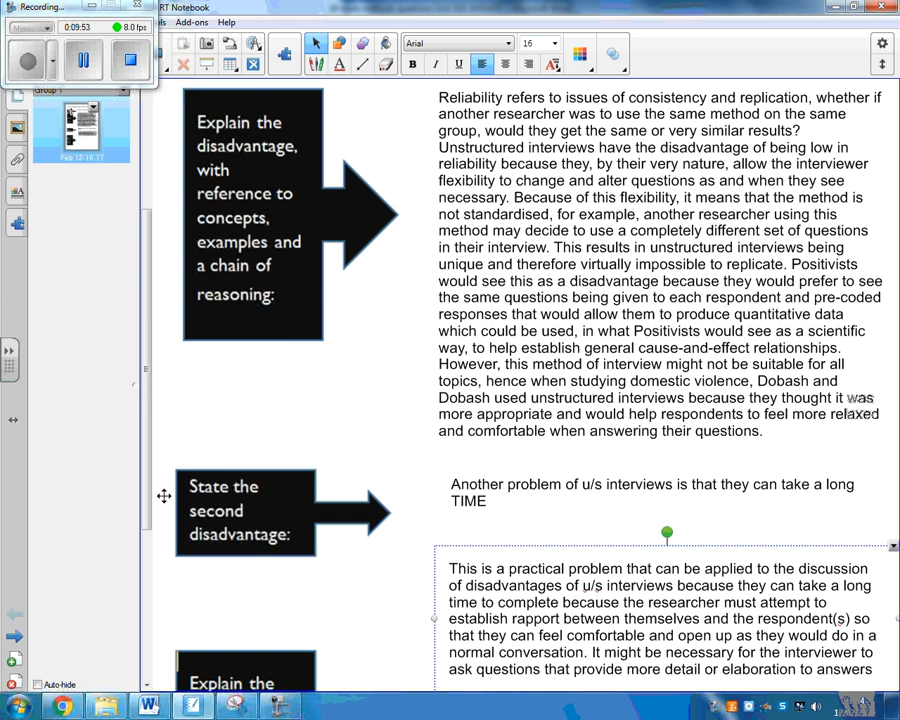 Recording...
RT Notebook
Menu
0:09:53
8.0 fps
ls Add-ons Help
Arial
16
B I U
Group 1
Feb 12-16:17
Explain the
disadvantage,
with
reference to
concepts,
examples and
a chain of
reasoning:
Reliability refers to issues of consistency and replication, whether if
another researcher was to use the same method on the same
group, would they get the same or very similar results?
Unstructured interviews have the disadvantage of being low in
reliability because they, by their very nature, allow the interviewer
flexibility to change and alter questions as and when they see
necessary. Because of this flexibility, it means that the method is
not standardised, for example, another researcher using this
method may decide to use a completely different set of questions
in their interview. This results in unstructured interviews being
unique and therefore virtually impossible to replicate. Positivists
would see this as a disadvantage because they would prefer to see
the same questions being given to each respondent and pre-coded
responses that would allow them to produce quantitative data
which could be used, in what Positivists would see as a scientific
way, to help establish general cause-and-effect relationships.
However, this method of interview might not be suitable for all
topics, hence when studying domestic violence, Dobash and
Dobash used unstructured interviews because they thought it was
more appropriate and would help respondents to feel more relaxed
and comfortable when answering their questions.
State the
second
disadvantage:
Another problem of u/s interviews is that they can take a long
TIME
This is a practical problem that can be applied to the discussion
of disadvantages of u/s interviews because they can take a long
time to complete because the researcher must attempt to
establish rapport between themselves and the respondent(s) so
that they can feel comfortable and open up as they would do in a
normal conversation. It might be necessary for the interviewer to
ask questions that provide more detail or elaboration to answers
Explain the
Auto-hide